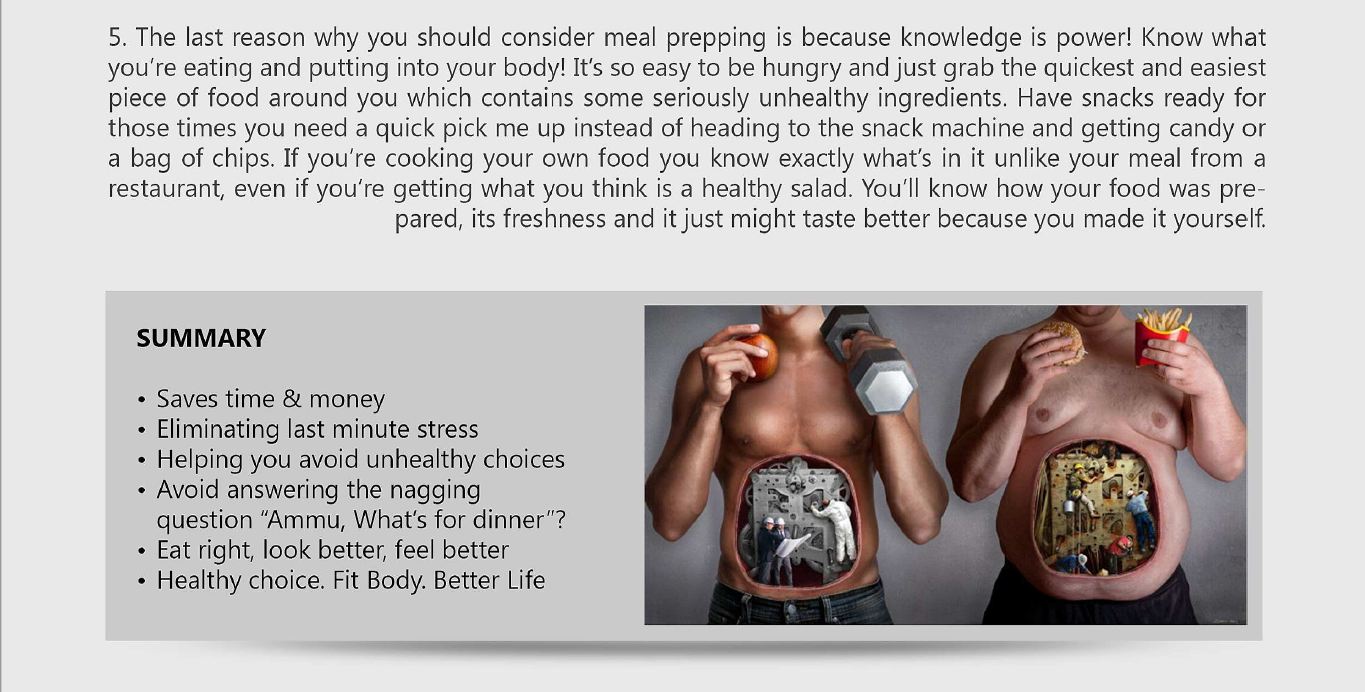 5. The last reason why you should consider meal prepping is because knowledge is power! Know what
you're eating and putting into your body! It's so easy to be hungry and just grab the quickest and easiest
piece of food around you which contains some seriously unhealthy ingredients. Have snacks ready for
those times you need a quick pick me up instead of heading to the snack machine and getting candy or
a bag of chips. If you're cooking your own food you know exactly what's in it unlike your meal from a
restaurant, even if you're getting what you think is a healthy salad. You'll know how your food was pre-
pared, its freshness and it just might taste better because you made it yourself.
SUMMARY
• Saves time & money
• Eliminating last minute stress
• Helping you avoid unhealthy choices
• Avoid answering the nagging
question "Ammu, What's for dinner"?
• Eat right, look better, feel better
• Healthy choice. Fit Body. Better Life